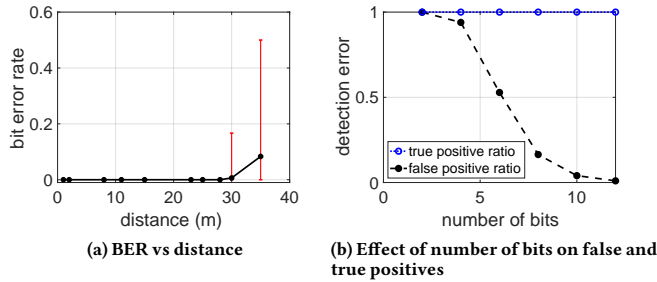 0.6
0.4
0.2
0
0
10
20
30
40
bit error rate
distance (m)
(a) BER vs distance
1
0.5
0
0
5
10
detection error
true positive ratio
false positive ratio
number of bits
(b) Effect of number of bits on false and
true positives